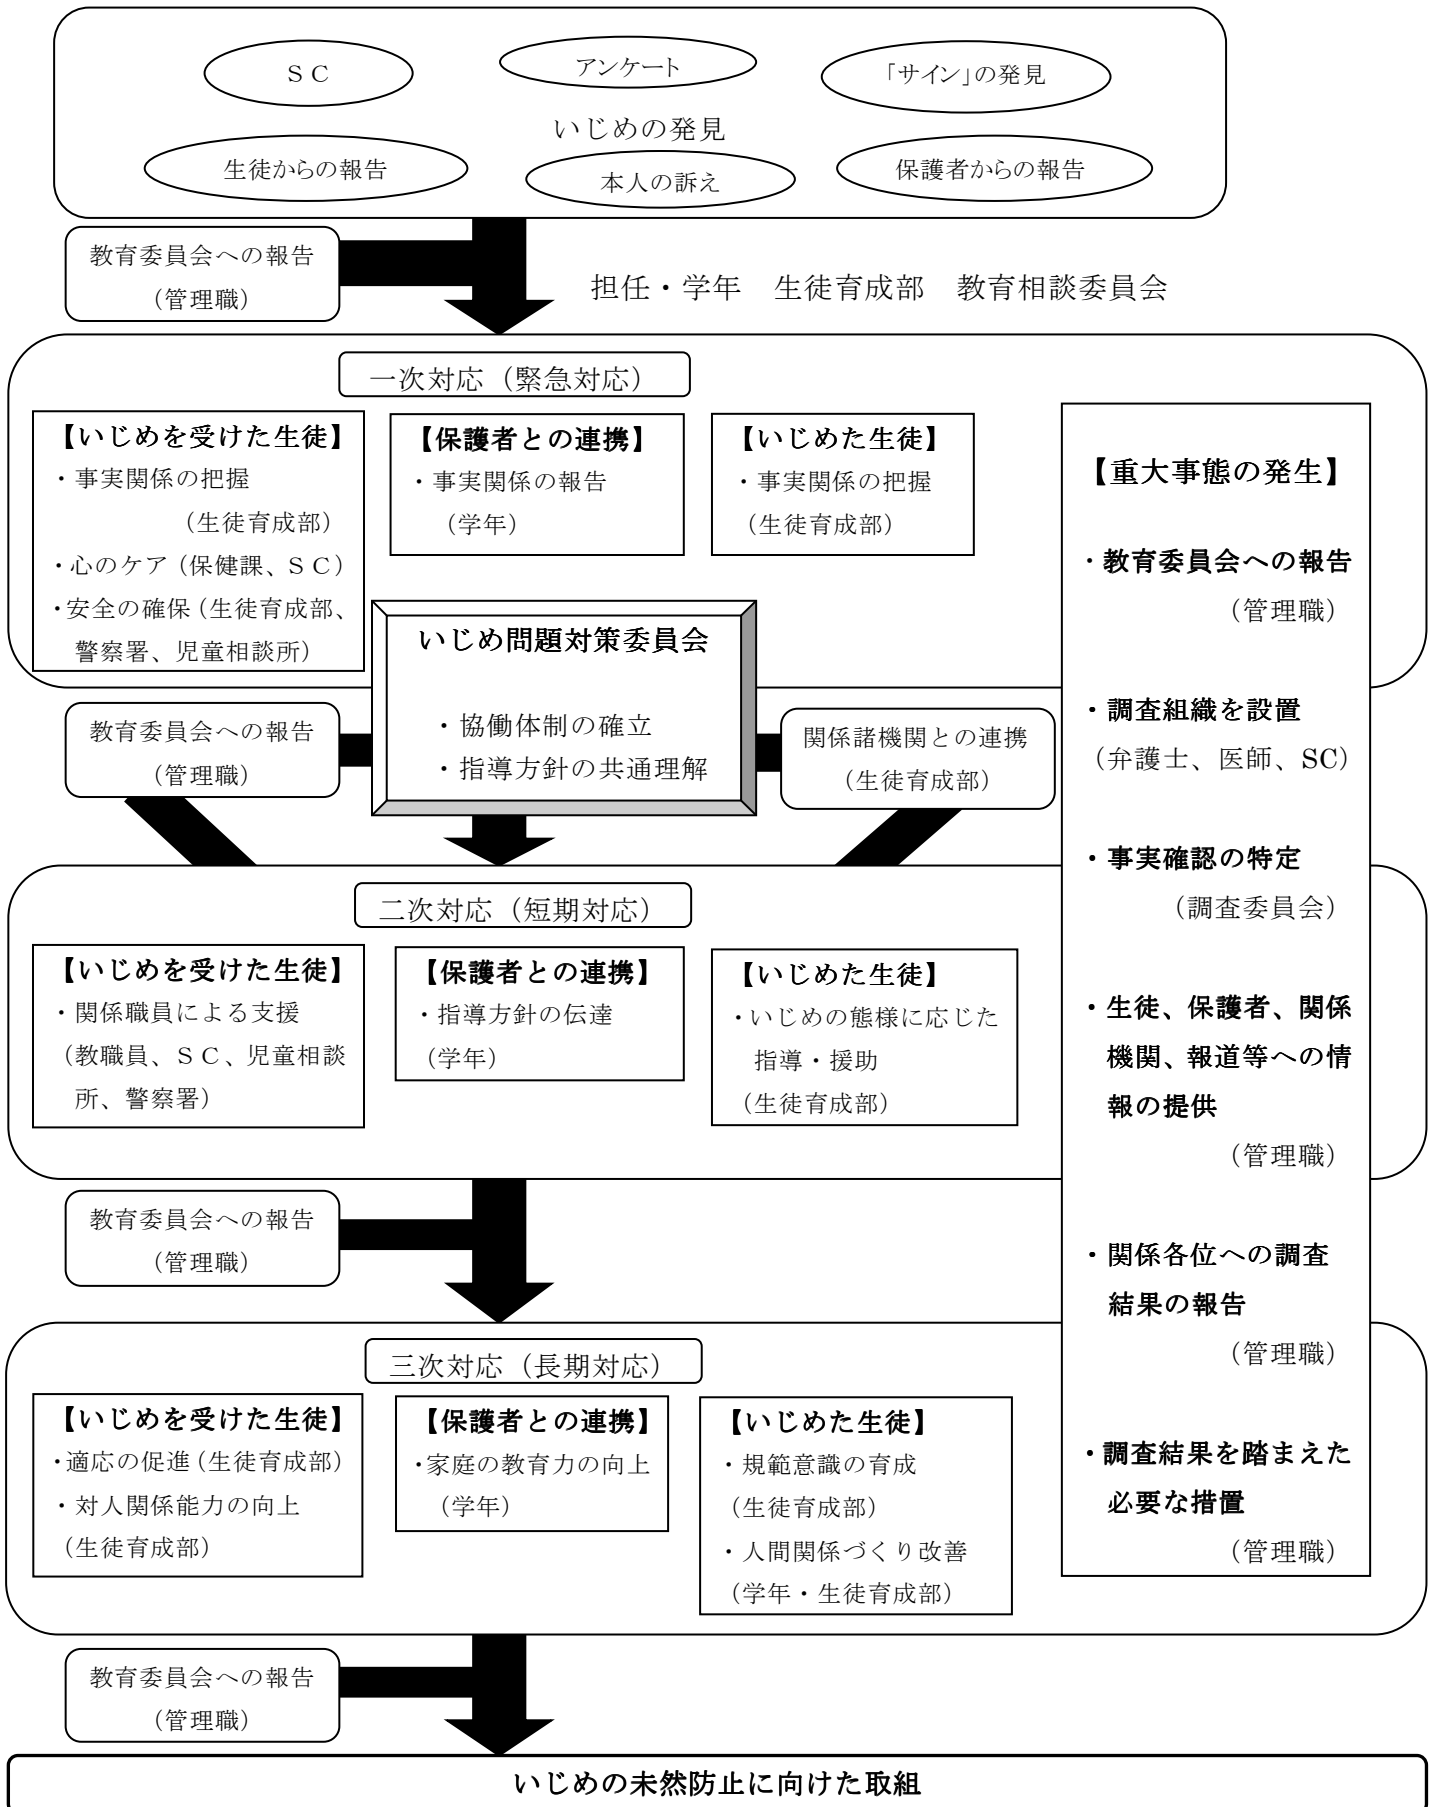 ＳＣ
アンケート
「サイン」の発見
いじめの発見
生徒からの報告
本人の訴え
保護者からの報告
教育委員会への報告
（管理職）
担任・学年　生徒育成部　教育相談委員会
一次対応（緊急対応）
【いじめを受けた生徒】
・事実関係の把握
（生徒育成部）
・心のケア（保健課、ＳＣ）
・安全の確保（生徒育成部、
警察署、児童相談所）
【保護者との連携】
・事実関係の報告
（学年）
【いじめた生徒】
・事実関係の把握
（生徒育成部）
いじめ問題対策委員会
・協働体制の確立
・指導方針の共通理解
教育委員会への報告
（管理職）
関係諸機関との連携
（生徒育成部）
二次対応（短期対応）
【いじめを受けた生徒】
・関係職員による支援
（教職員、ＳＣ、児童相談
所、警察署）
【保護者との連携】
・指導方針の伝達
（学年）
【いじめた生徒】
・いじめの態様に応じた
指導・援助
（生徒育成部）
教育委員会への報告
（管理職）
三次対応（長期対応）
【いじめを受けた生徒】
・適応の促進（生徒育成部）
・対人関係能力の向上
（生徒育成部）
【保護者との連携】
・家庭の教育力の向上
（学年）
【いじめた生徒】
・規範意識の育成
（生徒育成部）
・人間関係づくり改善
（学年・生徒育成部）
【重大事態の発生】
・教育委員会への報告
（管理職）
・調査組織を設置
（弁護士、医師、SC）
・事実確認の特定
（調査委員会）
・生徒、保護者、関係
機関、報道等への情
報の提供
（管理職）
・関係各位への調査
結果の報告
（管理職）
・調査結果を踏まえた
必要な措置
（管理職）
教育委員会への報告
（管理職）
いじめの未然防止に向けた取組